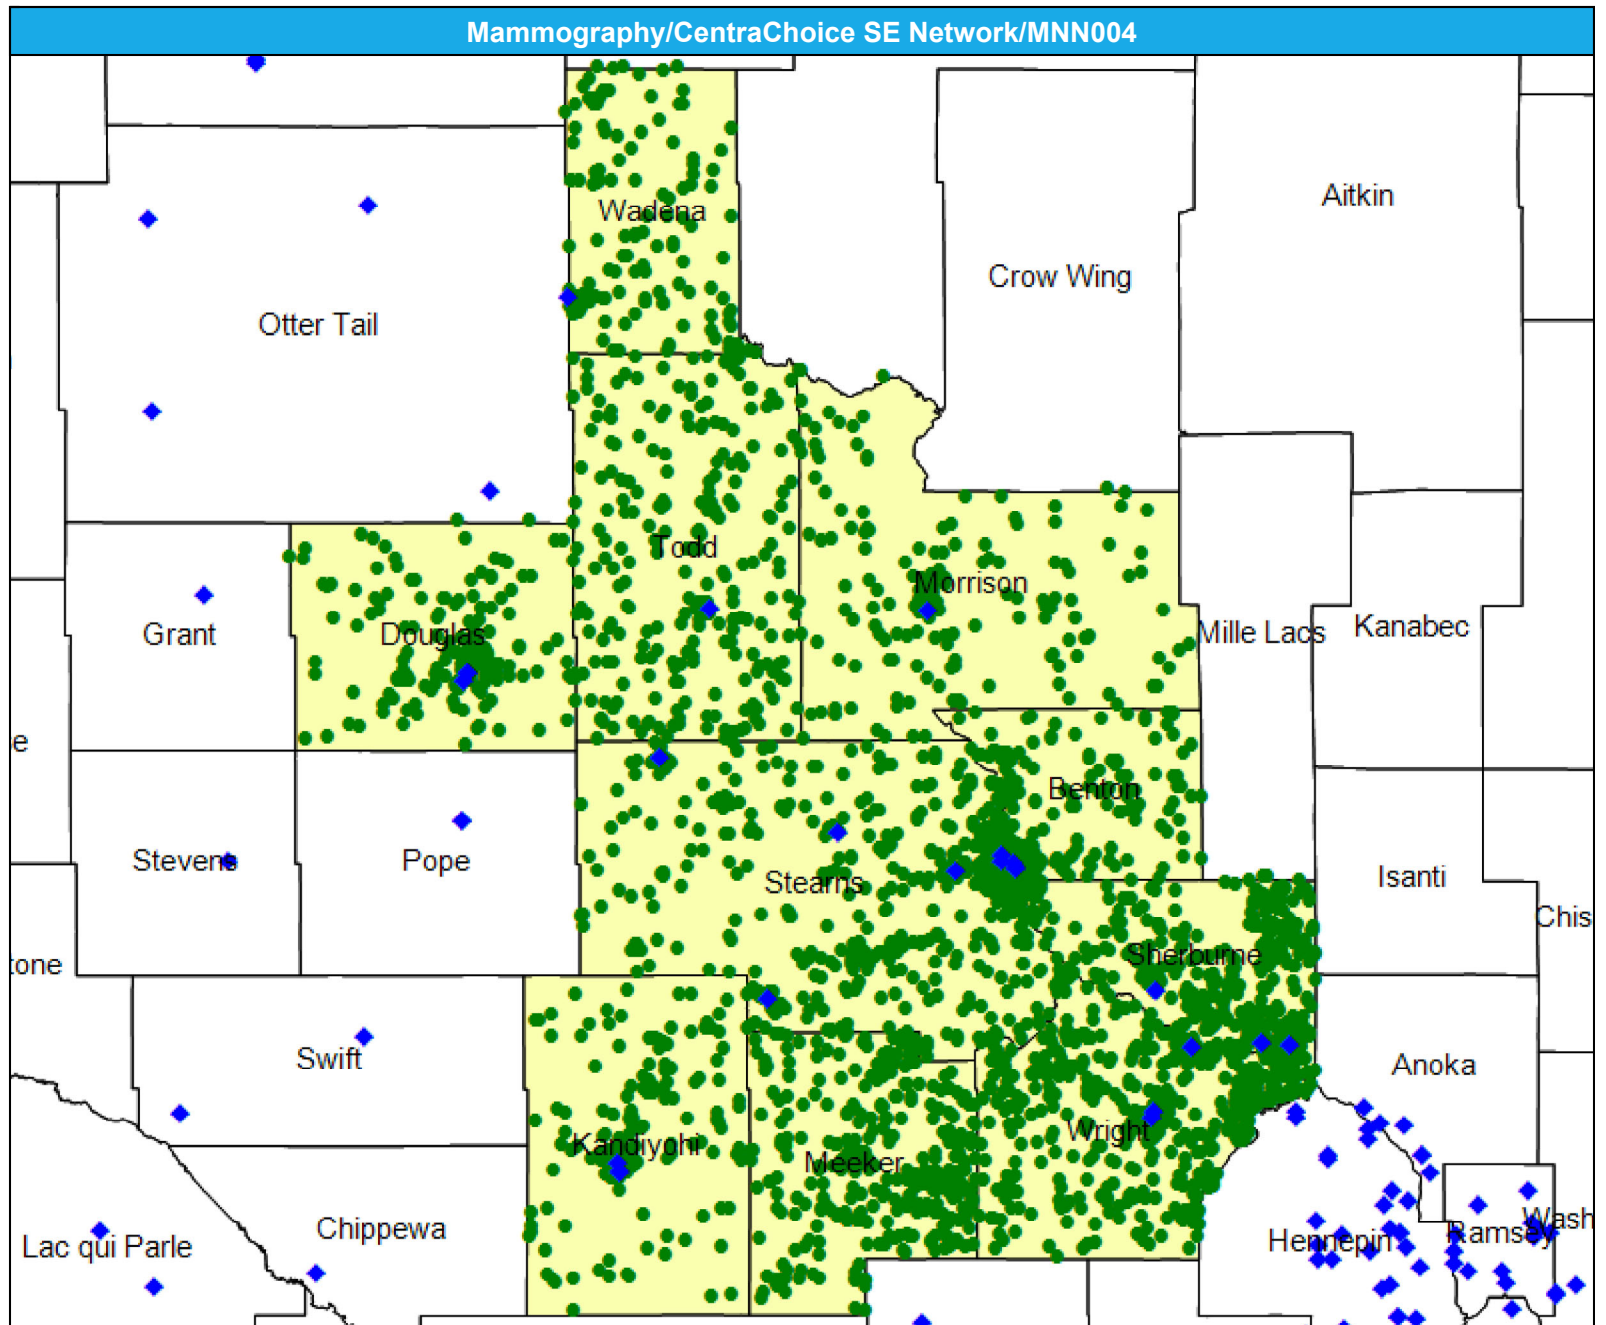 Mammography/CentraChoice SE Network/MNN004
Aitkin
Wadena
Crow Wing
Otter Tail
Todd
Morrison
Grant
Douglas
Mille Lacs
Kanabec
e
Benton
Stevens
Pope
Stearns
Isanti
Chis
Sherburne
tone
Swift
Anoka
Wright
Kandiyohi
Meeker
Chippewa
Lac qui Parle
Hennepin
Ramsey
Wash